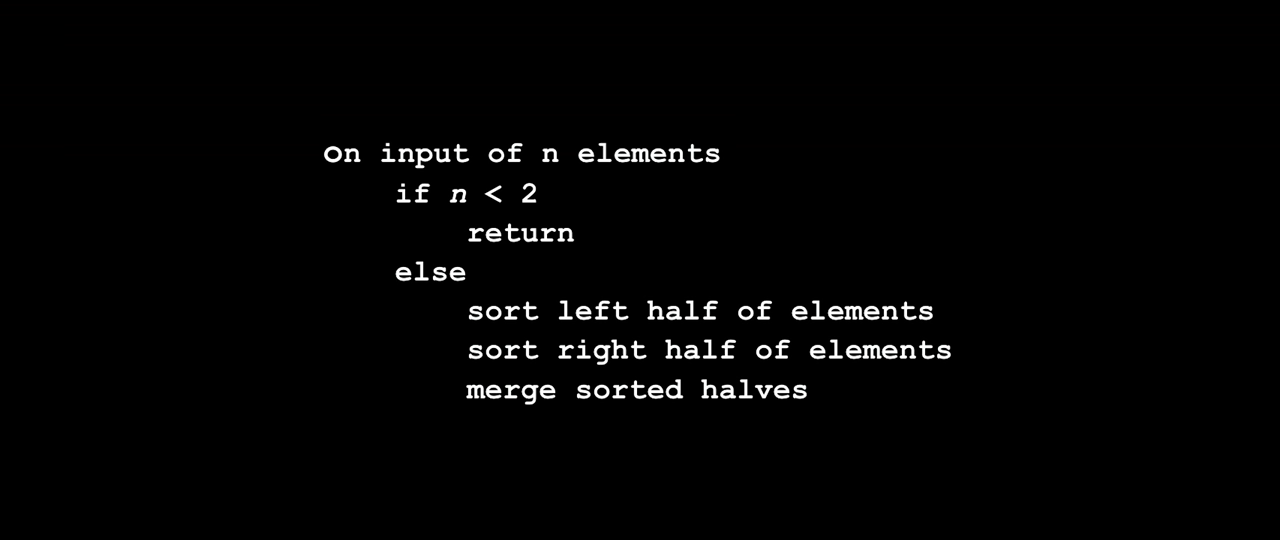 on input of n elements
if n < 2
return
else
sort left half of elements
sort right half of elements
merge sorted halves